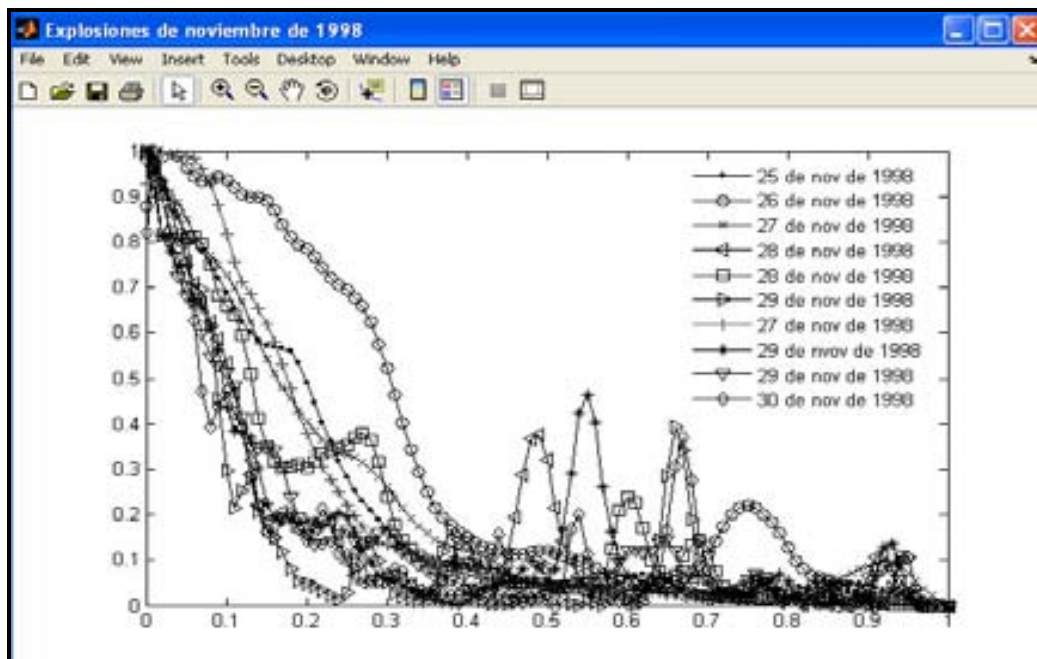 Explosiones de noviembre de 1998
File Edit View Insert Tools Desktop Window Help
1
0.9
0.8
0.7
0.6
0.5
0.4
0.3
0.2
0.1
0
0 0.1 0.2 0.3 0.4 0.5 0.6 0.7 0.8 0.9 1
25 de nov de 1998
26 de nov de 1998
27 de nov de 1998
28 de nov de 1998
28 de nov de 1998
29 de nov de 1998
27 de nov de 1998
29 de nvov de 1998
29 de nov de 1998
30 de nov de 1998